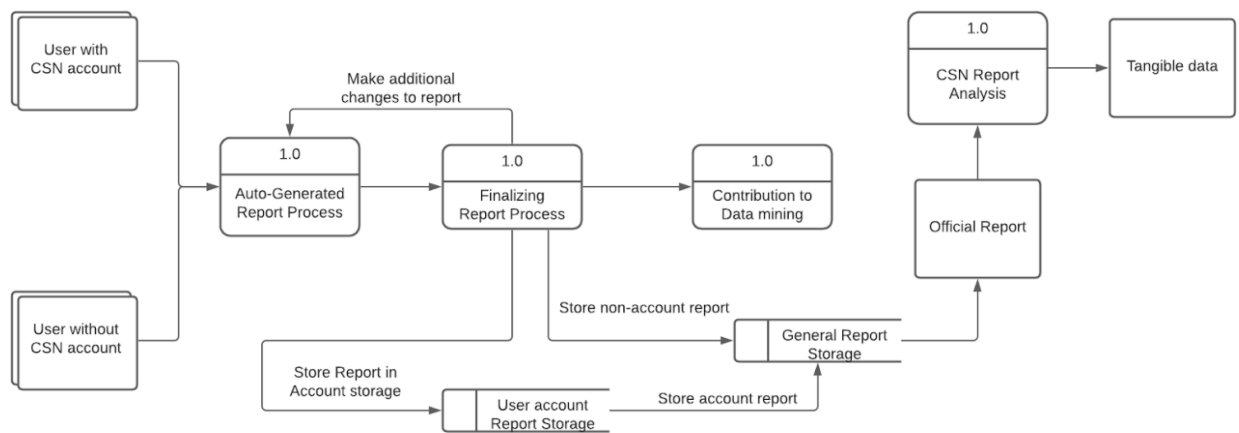 User with
CSN account
1.0
CSN Report
Analysis
Tangible data
Make additional
changes to report
1.0
Auto-Generated
Report Process
1.0
Finalizing
Report Process
1.0
Contribution to
Data mining
Official Report
User without
CSN account
Store non-account report
General Report
Storage
Store Report in
Account storage
User account
Report Storage
Store account report